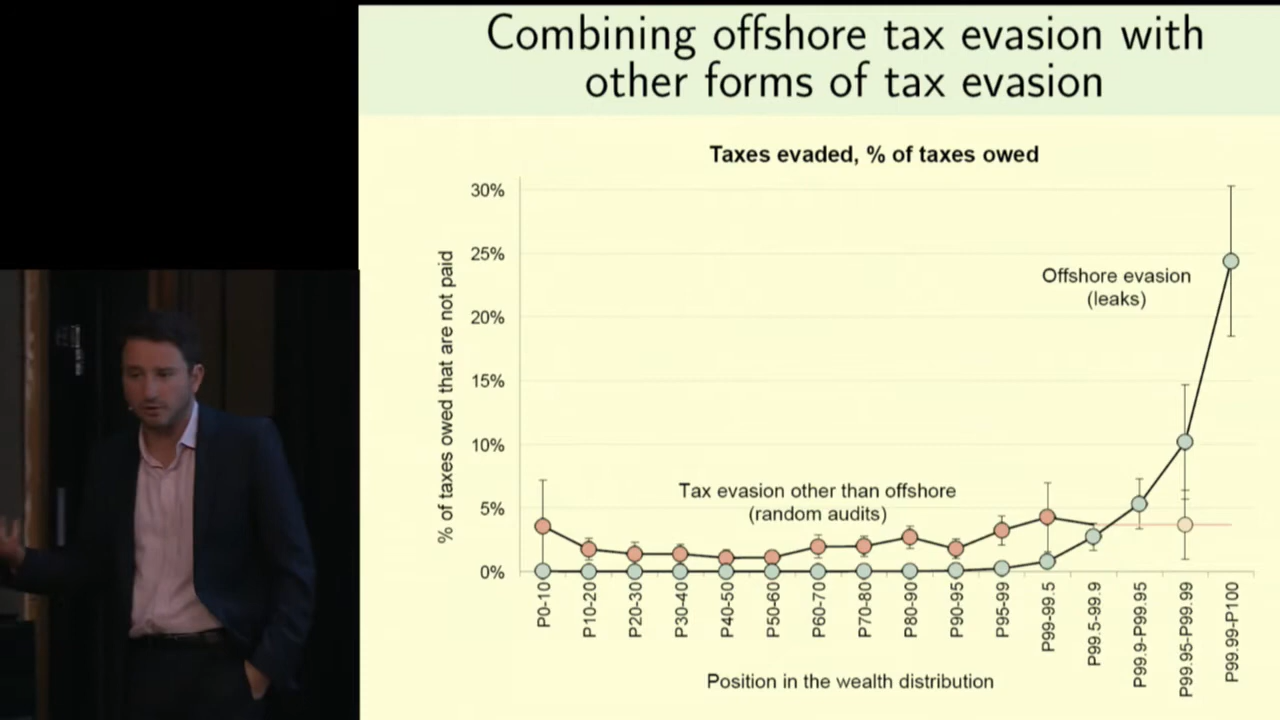 Combining offshore tax evasion with
other forms of tax evasion
Taxes evaded, % of taxes owed
% of taxes owed that are not paid
30%
25%
20%
15%
10%
5%
0%
Offshore evasion
(leaks)
Tax evasion other than offshore
(random audits)
P0-10
P10-20
P20-30
P30-40
P40-50
P50-60
P60-70
P70-80
P80-90
P90-95
P95-99
P99-99.5
P99.5-99.9
P99.9-P99.95
P99.95-P99.99
P99.99-P100
Position in the wealth distribution